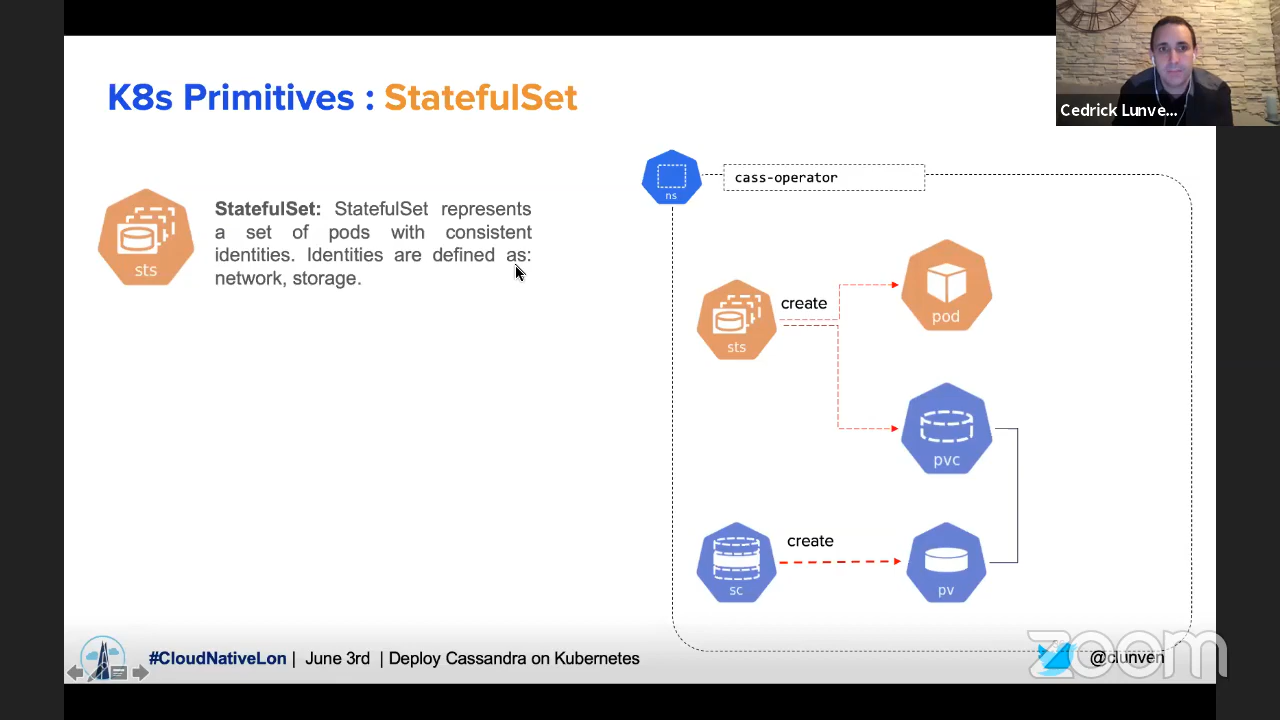 Cedrick Lunve...
K8s Primitives : StatefulSet
StatefulSet: StatefulSet represents
a set of pods with consistent
identities. Identities are defined as:
network, storage.
sts
ns
cass-operator
sts
create
pod
pvc
sc
create
pv
#CloudNativeLon | June 3rd | Deploy Cassandra on Kubernetes
@clunven
zoom